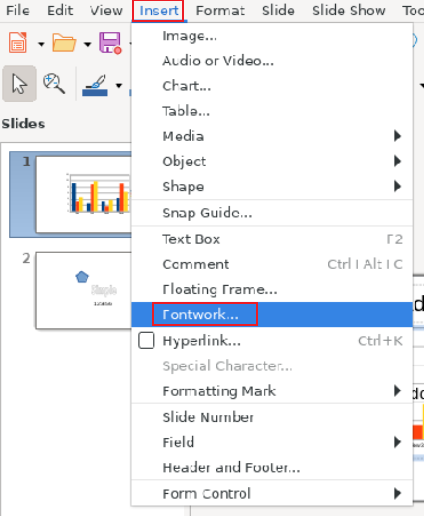 File Edit View Insert Format Slide Slide Show Too
Slides
1
2
Image...
Audio or Video...
Chart...
Table...
Media
Object
Shape
Snap Guide...
Text Box F2
Comment Ctrl+Alt+C
Floating Frame...
Fontwork...
Hyperlink... Ctrl+K
Special Character...
Formatting Mark
Slide Number
Field
Header and Footer...
Form Control